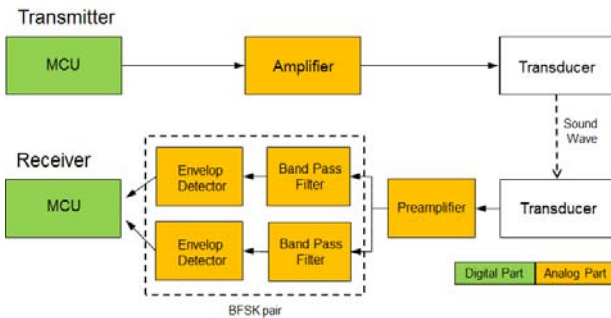 Transmitter
MCU
Amplifier
Transducer
Sound
Wave
Receiver
MCU
Envelop
Detector
Band Pass
Filter
Preamplifier
Transducer
Envelop
Detector
Band Pass
Filter
Digital Part
Analog Part
BFSK pair